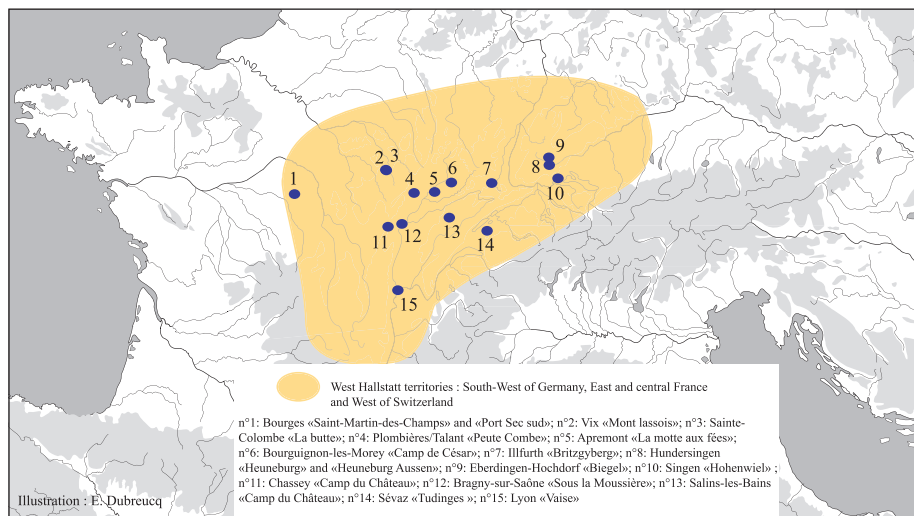 2 3
9
1
4
5
6
7
8
10
11
12
13
14
15
West Hallstatt territories : South-West of Germany, East and central France
and West of Switzerland
n°1: Bourges «Saint-Martin-des-Champs» and «Port Sec sud»; n°2: Vix «Mont lassois»; n°3: Sainte-
Colombe «La butte»; n°4: Plombières/Talant «Peute Combe»; n°5: Apremont «La motte aux fées»;
n°6: Bourguignon-les-Morey «Camp de César»; n°7: Illfurth «Britzgyberg»; n°8: Hundersingen
«Heuneburg» and «Heuneburg Aussen»; n°9: Eberdingen-Hochdorf «Biegel»; n°10: Singen «Hohenwiel» ;
n°11: Chassey «Camp du Château»; n°12: Bragny-sur-Saône «Sous la Moussière»; n°13: Salins-les-Bains
«Camp du Château»; n°14: Sévaz «Tudinges »; n°15: Lyon «Vaise»
Illustration : E. Dubreucq